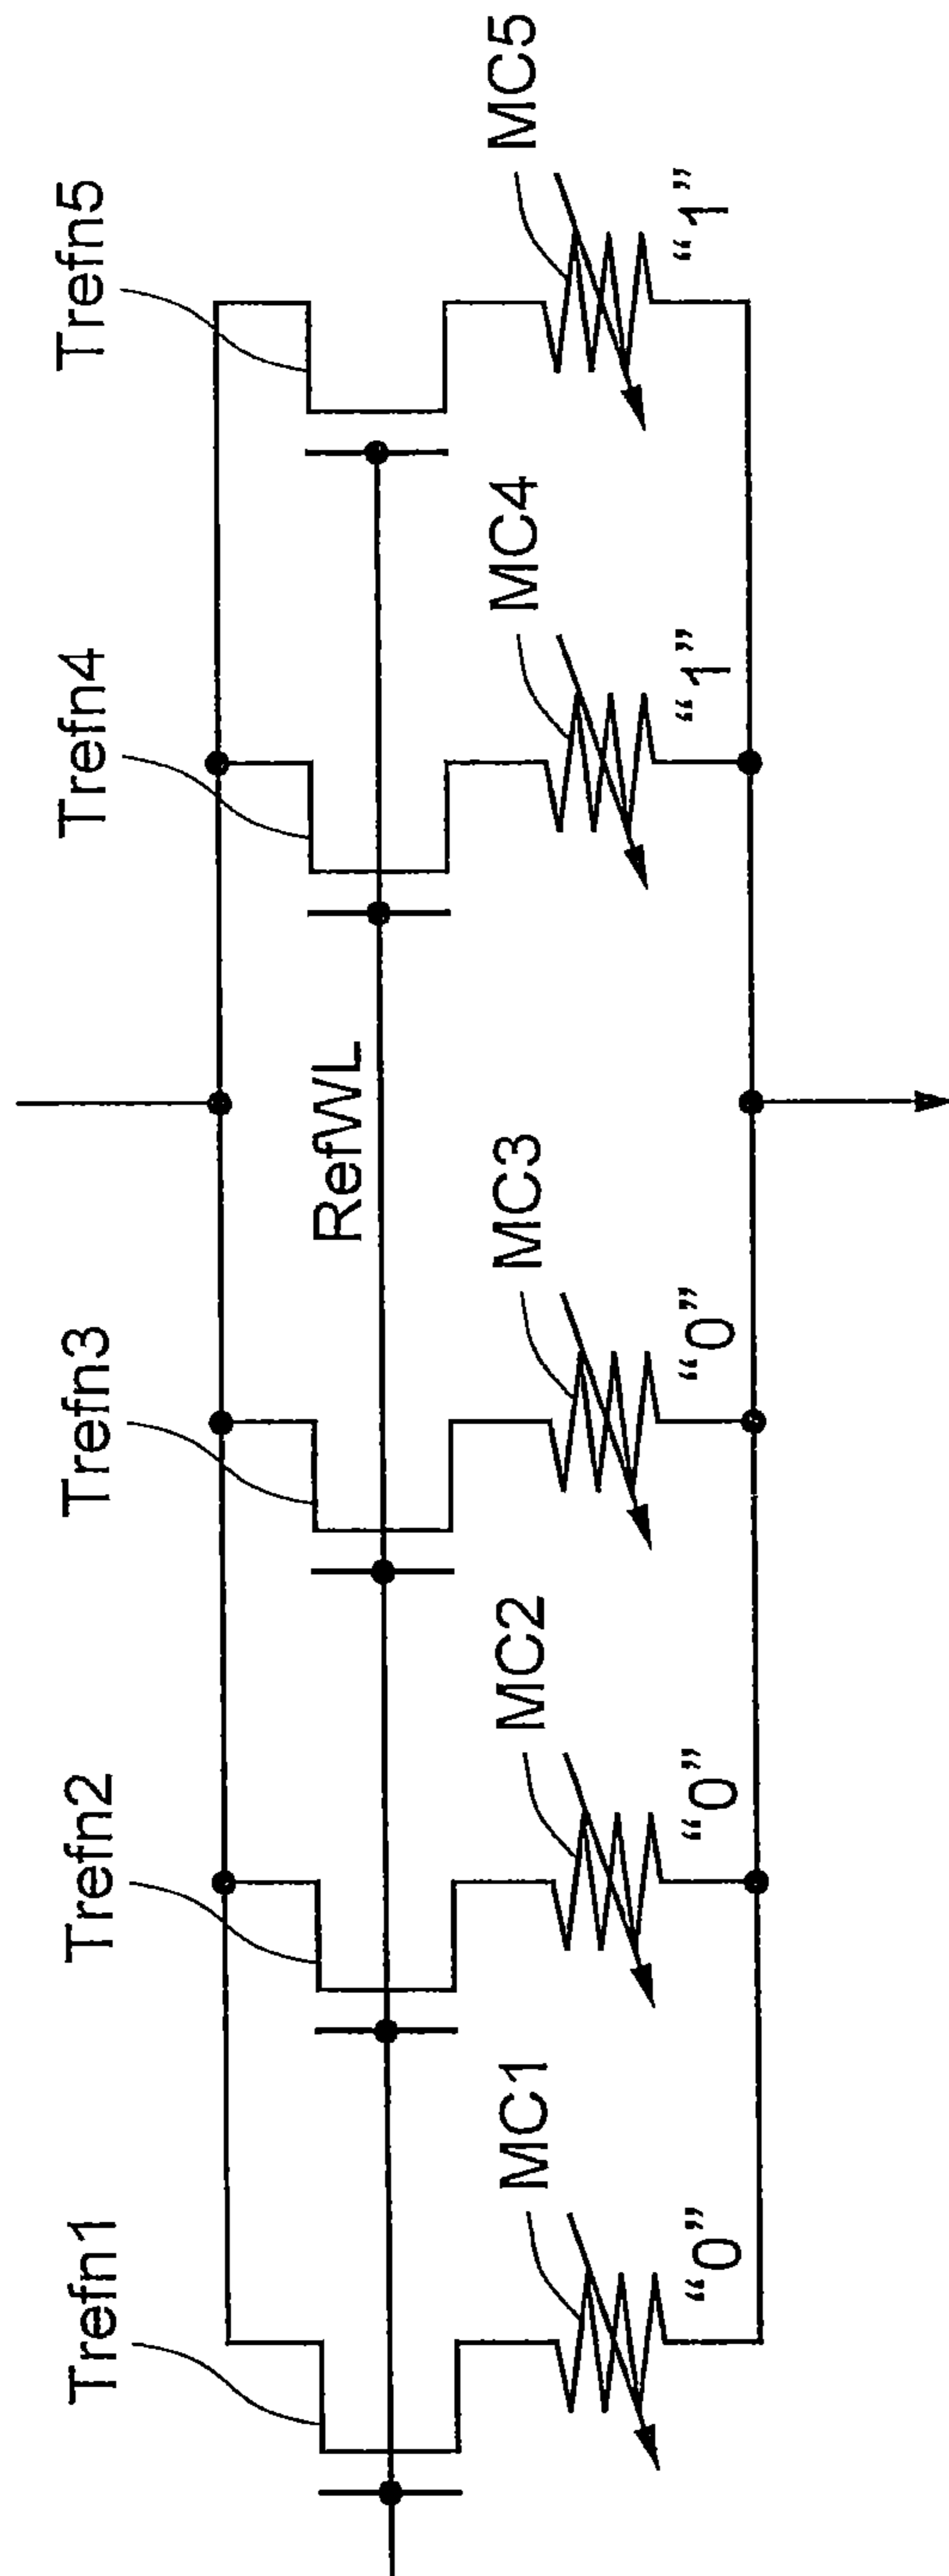 Trefn1
Trefn2
Trefn3
Trefn4
Trefn5
RefWL
MC1
MC2
MC3
MC4
MC5
“0”
“0”
“0”
“1”
“1”